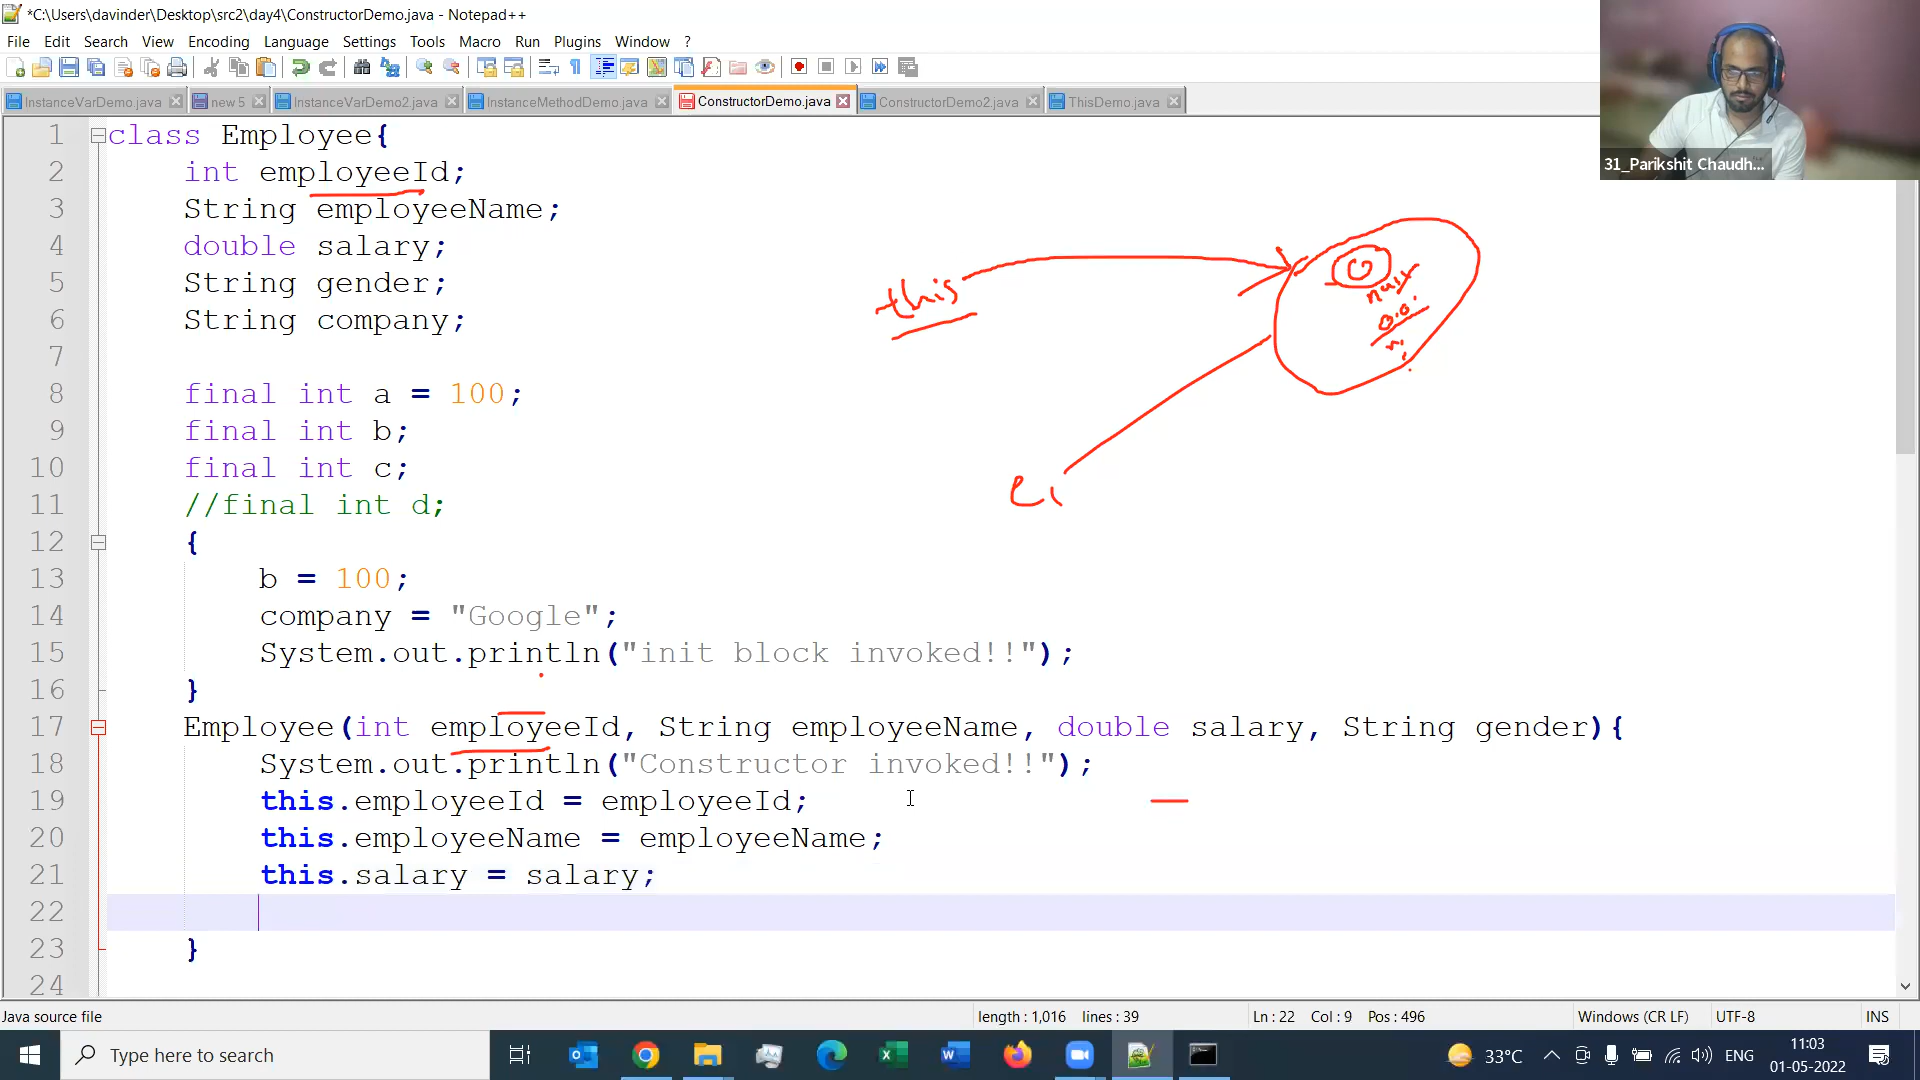 *C:\Users\davinder\Desktop\src2\day4\ConstructorDemo.java - Notepad++
File Edit Search View Encoding Language Settings Tools Macro Run Plugins Window ?
InstanceVarDemo.java new 5 InstanceVarDemo2.java InstanceMethodDemo.java ConstructorDemo.java ConstructorDemo2.java ThisDemo.java
31_Parikshit Chaudh...
1 class Employee{
2 int employeeId;
3 String employeeName;
4 double salary;
5 String gender;
6 String company;
7
8 final int a = 100;
9 final int b;
10 final int c;
11 //final int d;
12 {
13 b = 100;
14 company = "Google";
15 System.out.println("init block invoked!!");
16 }
17 Employee(int employeeId, String employeeName, double salary, String gender){
18 System.out.println("Constructor invoked!!");
19 this.employeeId = employeeId;
20 this.employeeName = employeeName;
21 this.salary = salary;
22
23 }
24
this
0
null
0.0
e1
Java source file length : 1,016 lines : 39 Ln : 22 Col : 9 Pos : 496 Windows (CR LF) UTF-8 INS
Type here to search 33°C ENG 11:03
01-05-2022